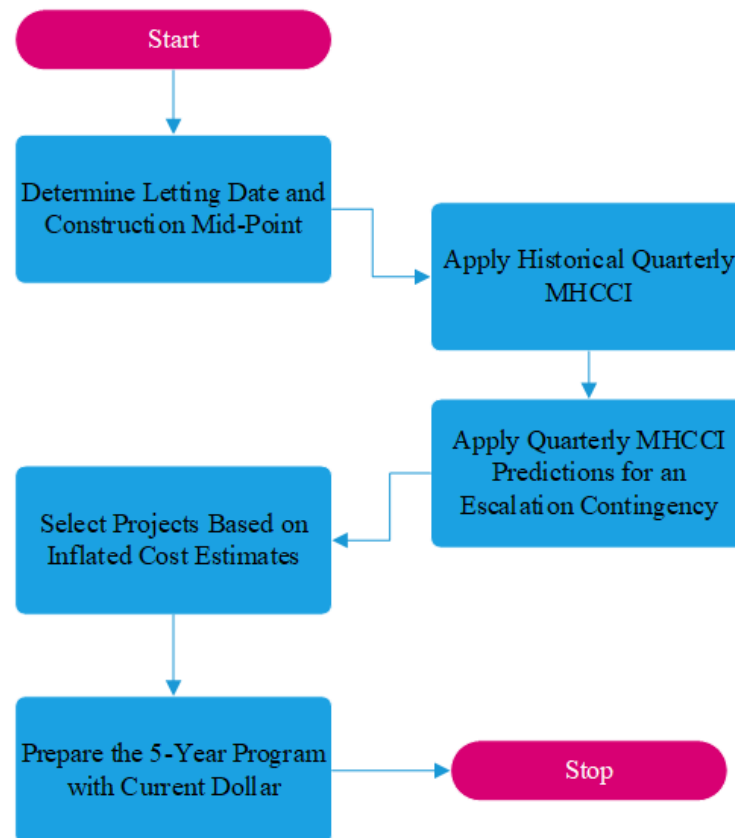 Start
Determine Letting Date and
Construction Mid-Point
Apply Historical Quarterly
MHCCI
Apply Quarterly MHCCI
Predictions for an
Escalation Contingency
Select Projects Based on
Inflated Cost Estimates
Prepare the 5-Year Program
with Current Dollar
Stop